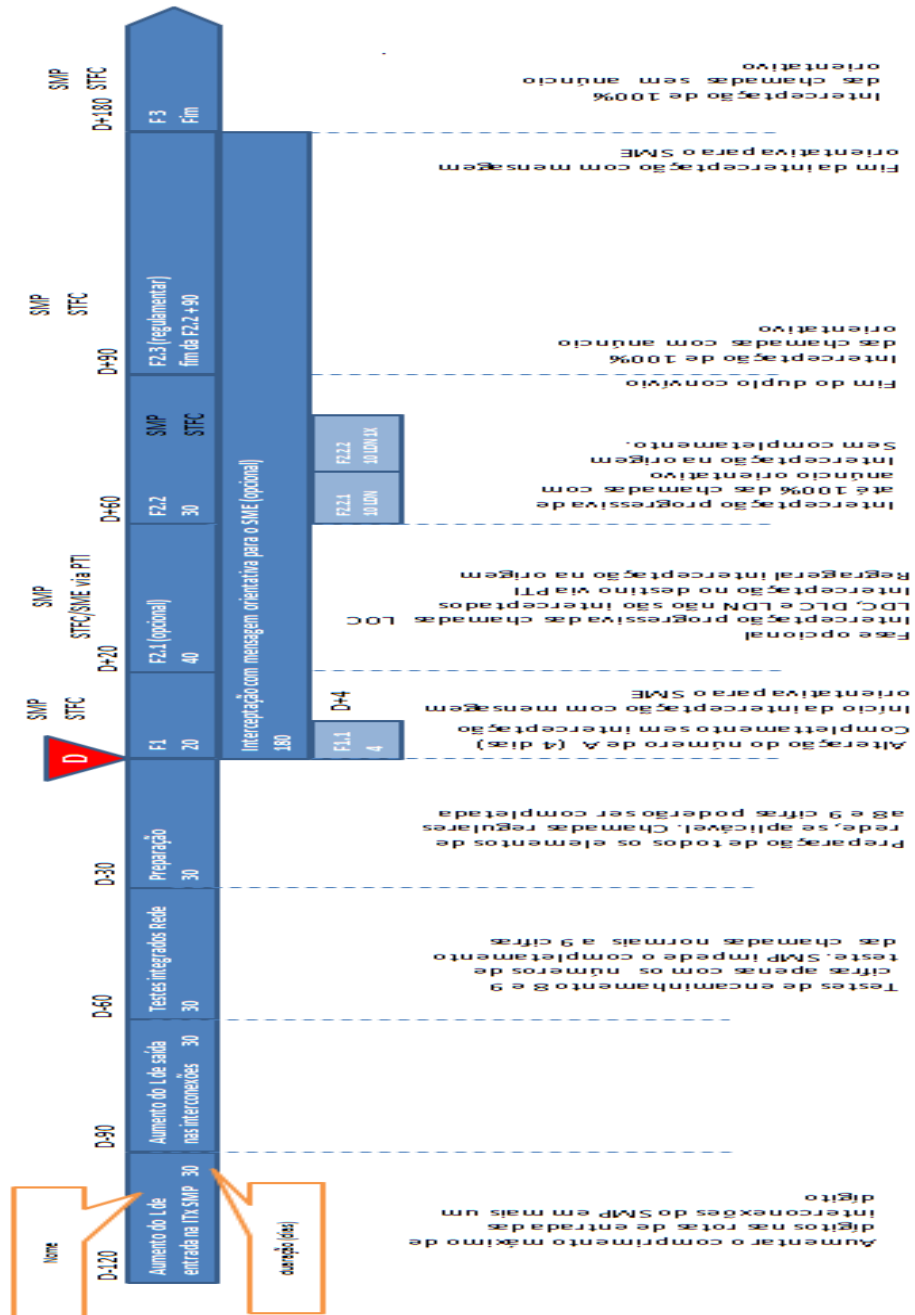 Nome
duaração (dias)
D-120
D-90
D-60
D-30
D
SMP
STFC
D+20
SMP
STFC/SME via PTI
D+60
D+90
SMP
STFC
D+180
SMP
STFC
Aumento do L de
entrada na ITx SMP 30
Aumento do L de saída
nas interconexões 30
Testes integrados Rede
30
Preparação
30
F1
20
F2.1 (opcional)
40
F2.2 SMP
30 STFC
F2.3 (regulamentar)
fim da F2.2 + 90
F 3
Fim
Interceptação com mensagem orientativa para o SME (opcional)
180
F1.1
4
D+4
F2.2.1
10 LDN
F2.2.2
10 LDN 1X
Aumentar o comprimento máximo de
dígitos nas rotas de entradadas
interconexões do SMP em mais um
dígito
Testes de encaminhamento 8 e 9
cifras apenas com os números de
teste. SMP impede o completamento
das chamadas normais a 9 cifras
Preparação de todos os elementos de
rede, se aplicável. Chamadas regulares
a 8 e 9 cifras poderão ser completada
Alteração do número de A (4 dias)
Complettamento sem interceptação
Início da interceptação com mensagem
orientativa para o SME
Fase opcional
Interceptação progressiva das chamadas LOC
LDC, DLC e LDN não são interceptados
Interceptação no destino via PTI
Regra geral interceptação na origem
Interceptação progressiva de
até 100% das chamadas com
anúncio orientativo
Interceptação na origem
Sem completamento.
Fim do duplo convívio
Interceptação de 100%
das chamadas com anúncio
orientativo
Fim da interceptação com mensagem
orientativa para o SME
Interceptação de 100%
das chamadas sem anúncio
orientativo